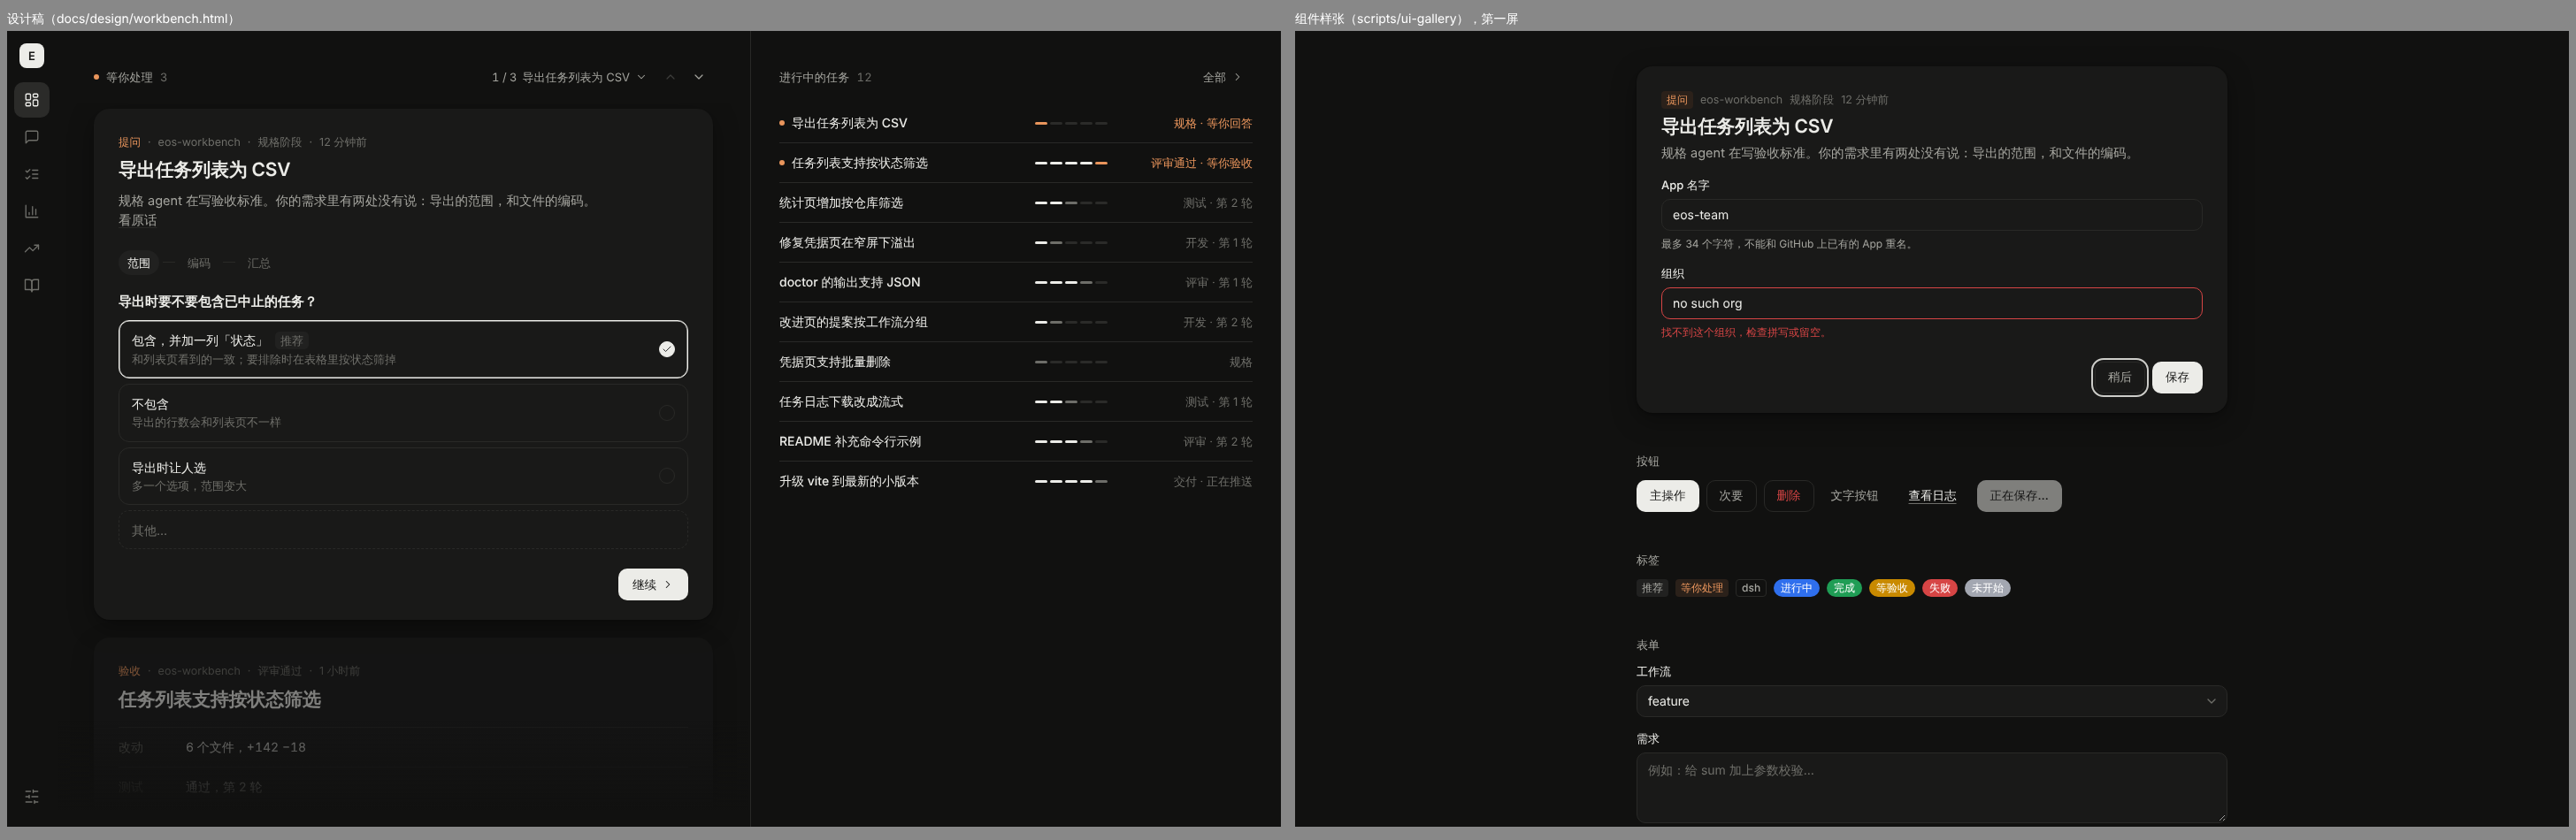 设计稿（docs/design/workbench.html）
E
等你处理 3
1 / 3 导出任务列表为 CSV
提问 · eos-workbench · 规格阶段 · 12 分钟前
导出任务列表为 CSV
规格 agent 在写验收标准。你的需求里有两处没有说：导出的范围，和文件的编码。
看原话
范围 — 编码 — 汇总
导出时要不要包含已中止的任务？
包含，并加一列「状态」 推荐
和列表页看到的一致；要排除时在表格里按状态筛掉
不包含
导出的行数会和列表页不一样
导出时让人选
多一个选项，范围变大
其他...
继续
验收 · eos-workbench · 评审通过 · 1 小时前
任务列表支持按状态筛选
改动 6 个文件，+142 −18
测试 通过，第 2 轮
进行中的任务 12
全部
导出任务列表为 CSV 规格 · 等你回答
任务列表支持按状态筛选 评审通过 · 等你验收
统计页增加按仓库筛选 测试 · 第 2 轮
修复凭据页在窄屏下溢出 开发 · 第 1 轮
doctor 的输出支持 JSON 评审 · 第 1 轮
改进页的提案按工作流分组 开发 · 第 2 轮
凭据页支持批量删除 规格
任务日志下载改成流式 测试 · 第 1 轮
README 补充命令行示例 评审 · 第 2 轮
升级 vite 到最新的小版本 交付 · 正在推送
组件样张（scripts/ui-gallery），第一屏
提问 eos-workbench 规格阶段 12 分钟前
导出任务列表为 CSV
规格 agent 在写验收标准。你的需求里有两处没有说：导出的范围，和文件的编码。
App 名字
eos-team
最多 34 个字符，不能和 GitHub 上已有的 App 重名。
组织
no such org
找不到这个组织，检查拼写或留空。
稍后 保存
按钮
主操作 次要 删除 文字按钮 查看日志 正在保存...
标签
推荐 等你处理 dsh 进行中 完成 等验收 失败 未开始
表单
工作流
feature
需求
例如：给 sum 加上参数校验...